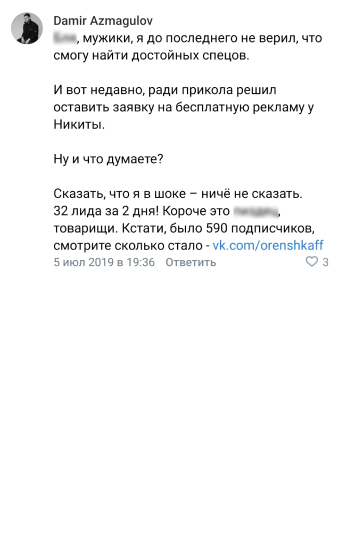 Damir Azmagulov
, мужики, я до последнего не верил, что
смогу найти достойных спецов.
И вот недавно, ради прикола решил
оставить заявку на бесплатную рекламу у
Никиты.
Ну и что думаете?
Сказать, что я в шоке – ничё не сказать.
32 лида за 2 дня! Короче это ,
товарищи. Кстати, было 590 подписчиков,
смотрите сколько стало - vk.com/orenshkaff
5 июл 2019 в 19:36 Ответить 3